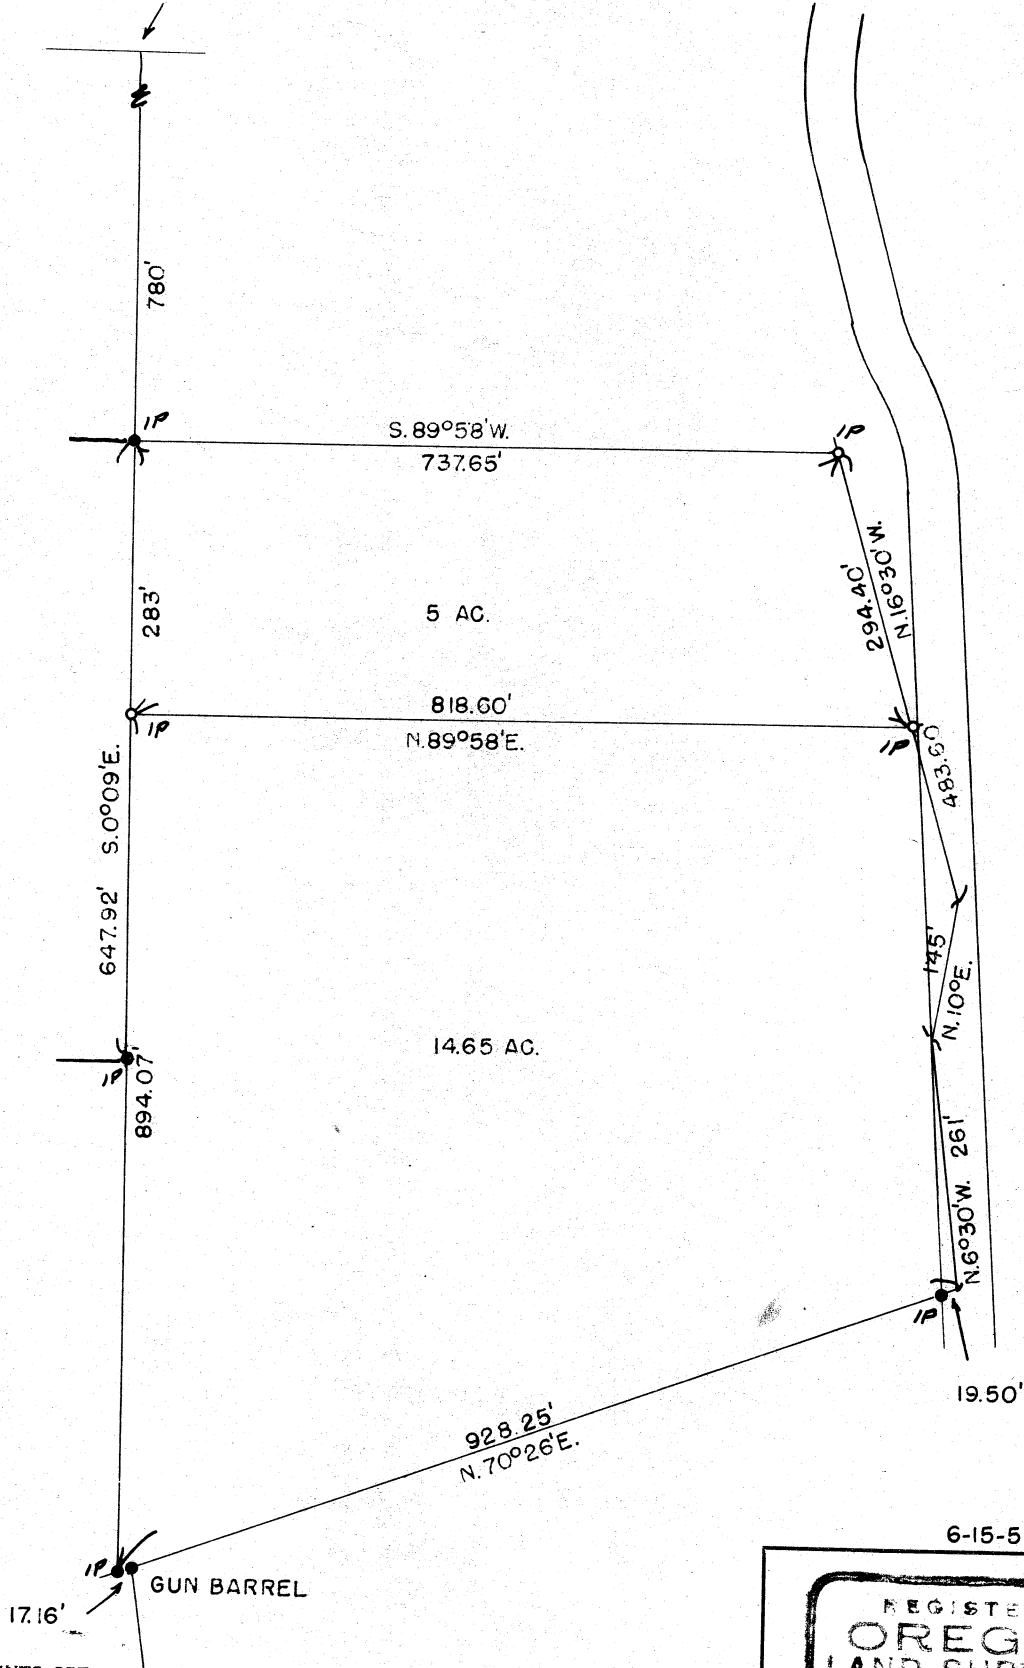 780'
IP
S. 89°58'W.
737.65'
IP
283'
5 AC.
294.40'
N.16°30'W.
818.60'
N.89°58'E.
IP
IP
483.60'
647.92' S.0°09'E.
145'
N.10°E.
14.65 AC.
IP
894.07'
N.6°30'W. 261'
IP
19.50'
928.25'
N.70°26'E.
IP
GUN BARREL
17.16'
6-15-5
REGISTE
OREG